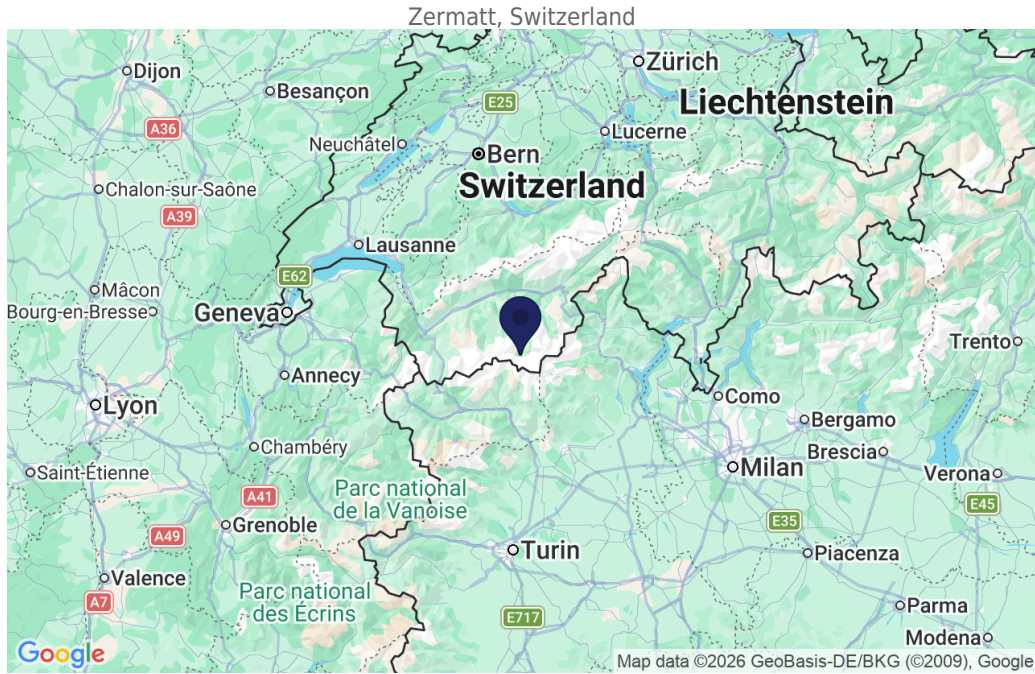 Zermatt, Switzerland
Zürich
Dijon
Besançon
Liechtenstein
E25
A36
Lucerne
Neuchâtel
Bern
Switzerland
Chalon-sur-Saône
A39
Lausanne
E62
Mâcon
Bourg-en-Bresse
Geneva
Trento
Annecy
Como
Lyon
Bergamo
Chambéry
Brescia
Milan
Saint-Étienne
Verona
Parc national
de la Vanoise
A41
E45
Grenoble
E35
A49
Turin
Piacenza
Valence
Parc national
des Écrins
A7
E717
Parma
Modena
Google
Map data ©2026 GeoBasis-DE/BKG (©2009), Google